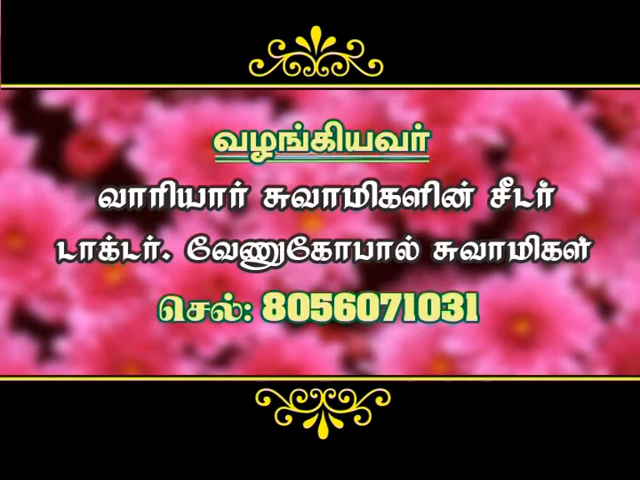 வழங்கியவர்
வாரியார் சுவாமிகளின் சீடர்
டாக்டர். வேணுகோபால் சுவாமிகள்
செல்: 8056071031